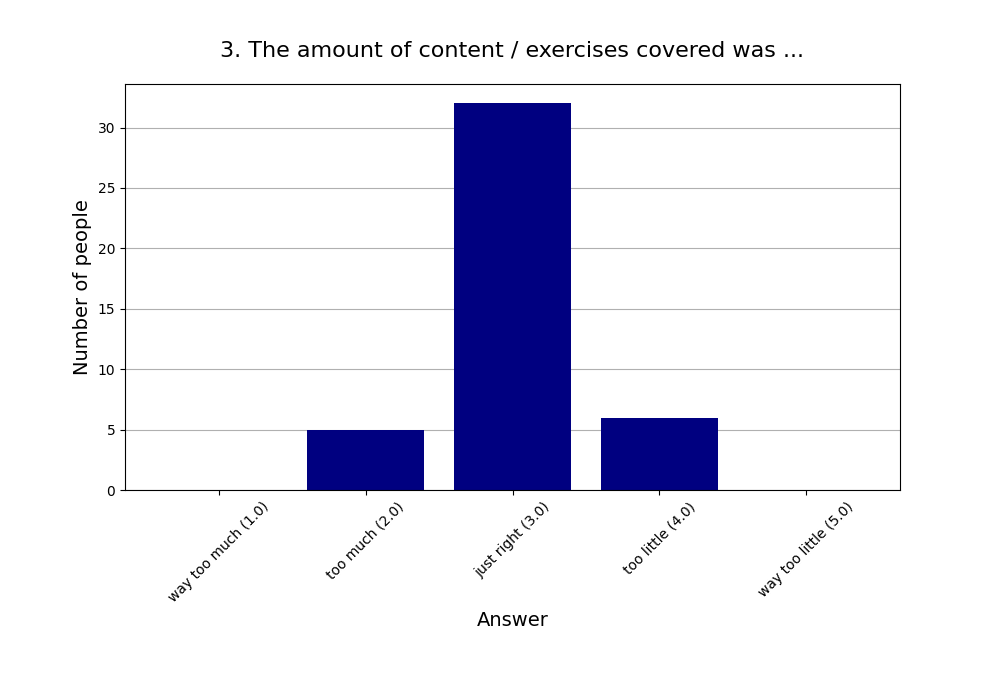 3. The amount of content / exercises covered was ...
Number of people
30
25
20
15
10
5
0
way too much (1.0)
too much (2.0)
just right (3.0)
too little (4.0)
way too little (5.0)
Answer